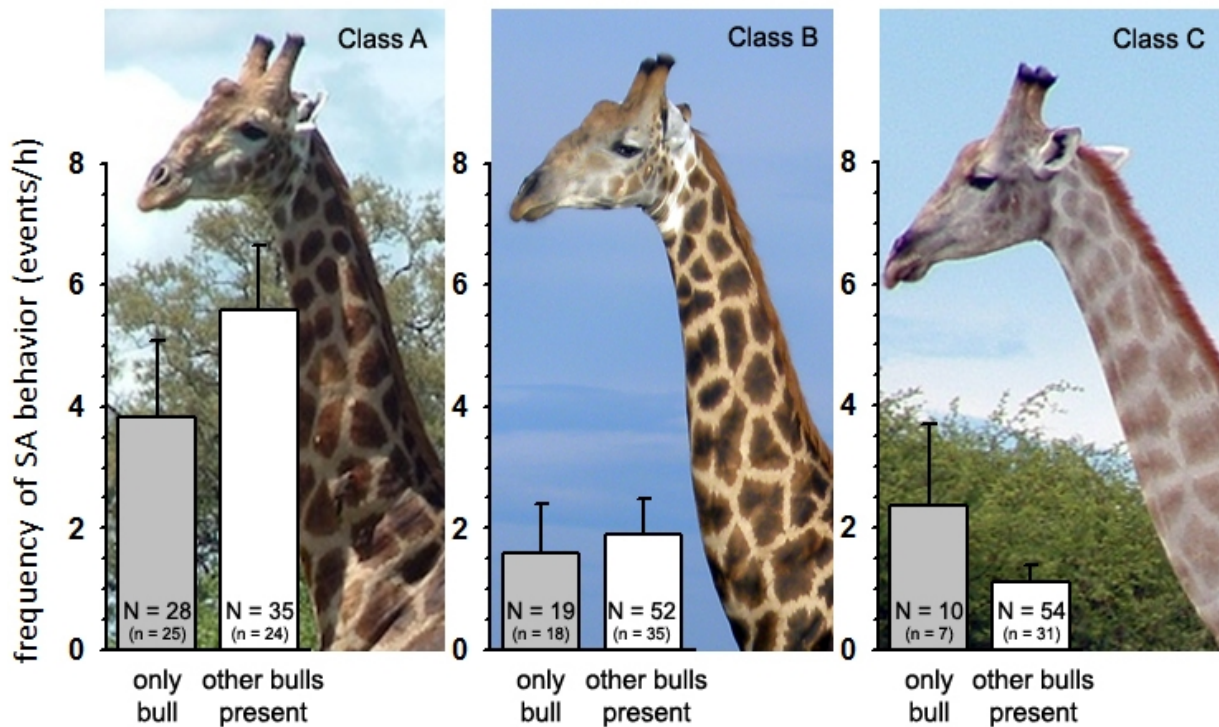 Class A
Class B
Class C
frequency of SA behavior (events/h)
8
6
4
2
0
N = 28
(n = 25)
N = 35
(n = 24)
only
bull
other bulls
present
8
6
4
2
0
N = 19
(n = 18)
N = 52
(n = 35)
only
bull
other bulls
present
8
6
4
2
0
N = 10
(n = 7)
N = 54
(n = 31)
only
bull
other bulls
present